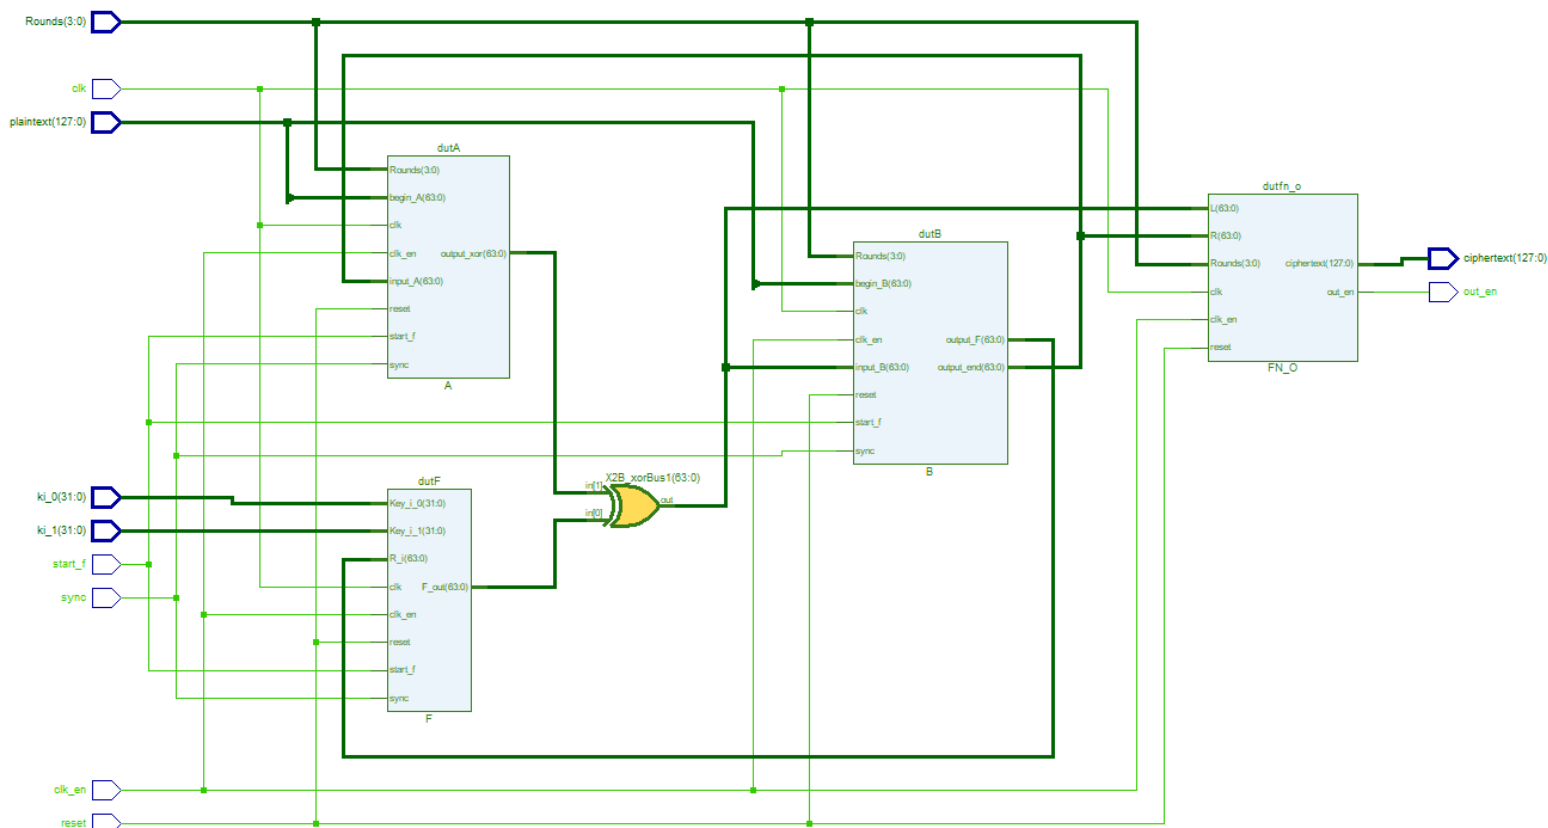 Rounds(3:0)
clk
plaintext(127:0)
dutA
Rounds(3:0)
begin_A(63:0)
clk
clk_en
output_xor(63:0)
input_A(63:0)
reset
start_f
sync
A
dutB
Rounds(3:0)
begin_B(63:0)
clk
clk_en
output_F(63:0)
input_B(63:0)
output_end(63:0)
reset
start_f
sync
B
dutfn_o
L(63:0)
R(63:0)
Rounds(3:0)
ciphertext(127:0)
clk
out_en
clk_en
reset
FN_O
ciphertext(127:0)
out_en
X2B_xorBus1(63:0)
in[1]
out
in[0]
ki_0(31:0)
ki_1(31:0)
start_f
sync
dutF
Key_i_0(31:0)
Key_i_1(31:0)
R_i(63:0)
clk
F_out(63:0)
clk_en
reset
start_f
sync
F
clk_en
reset